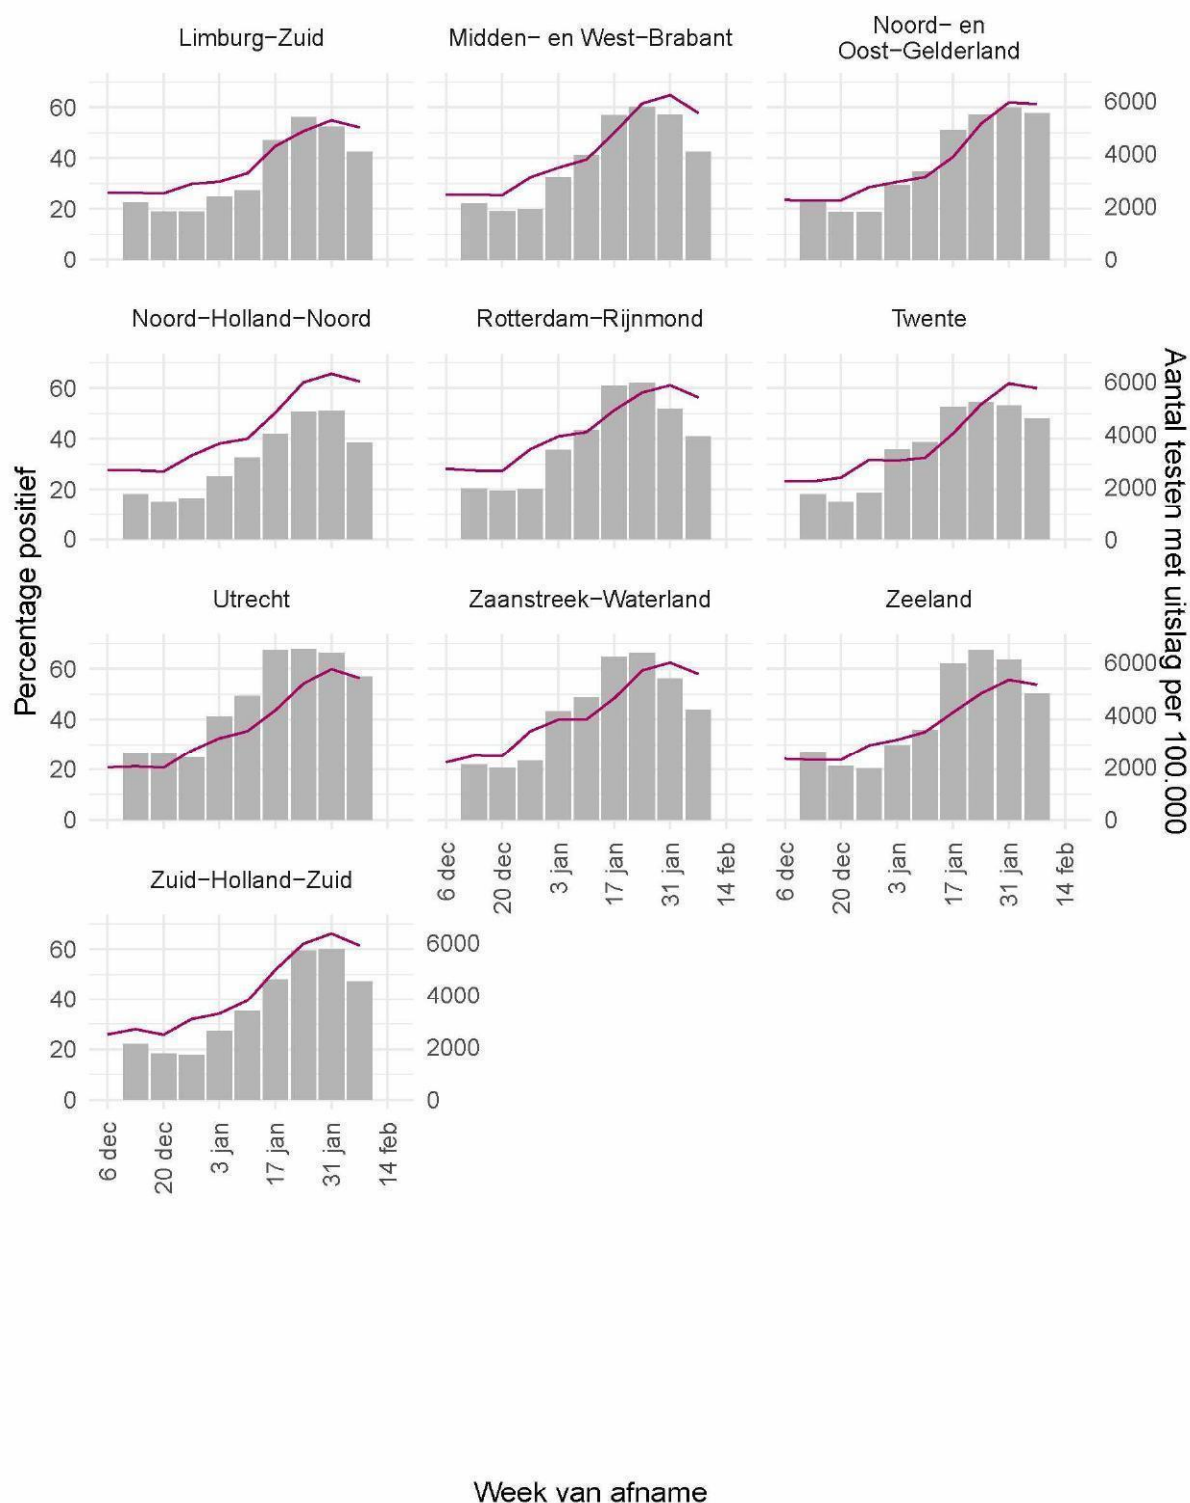 Limburg−Zuid
Midden− en West−Brabant
Noord− en
Oost−Gelderland
60
40
20
0
6000
4000
2000
0
Noord−Holland−Noord
Rotterdam−Rijnmond
Twente
60
40
20
0
6000
4000
2000
0
Percentage positief
Aantal testen met uitslag per 100.000
Utrecht
Zaanstreek−Waterland
Zeeland
60
40
20
0
6000
4000
2000
0
6 dec
20 dec
3 jan
17 jan
31 jan
14 feb
6 dec
20 dec
3 jan
17 jan
31 jan
14 feb
Zuid−Holland−Zuid
60
40
20
0
6000
4000
2000
0
6 dec
20 dec
3 jan
17 jan
31 jan
14 feb
Week van afname